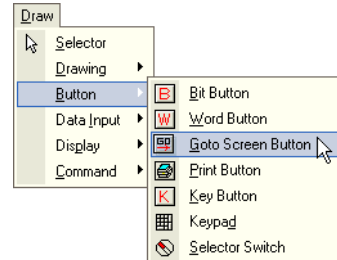 Draw
Selector
Drawing
Button
Data Input
Display
Command
B Bit Button
W Word Button
Goto Screen Button
Print Button
K Key Button
Keypad
Selector Switch